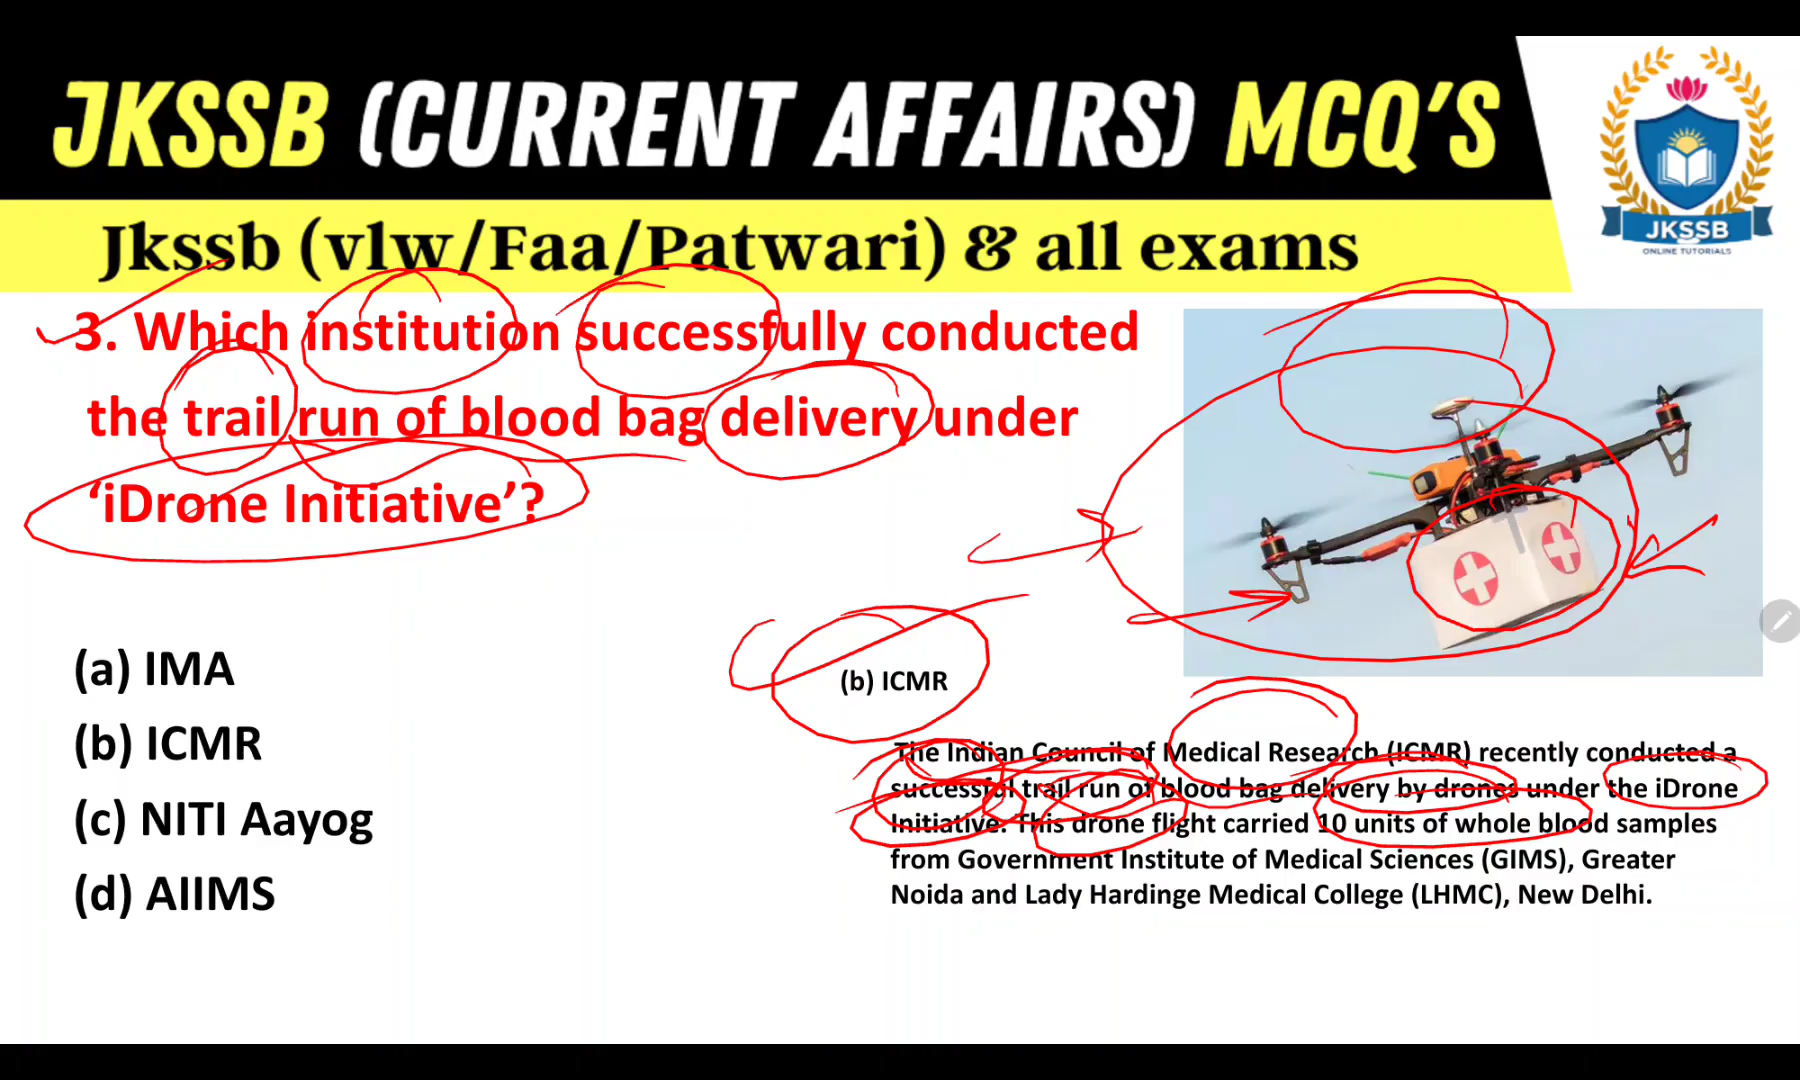 JKSSB (CURRENT AFFAIRS) MCQ'S
Jkssb (vlw/Faa/Patwari) & all exams
JKSSB
ONLINE TUTORIALS
3. Which institution successfully conducted
the trail run of blood bag delivery under
‘iDrone Initiative’?
(a) IMA
(b) ICMR
(c) NITI Aayog
(d) AIIMS
(b) ICMR
The Indian Council of Medical Research (ICMR) recently conducted a
successful trail run of blood bag delivery by drones under the iDrone
Initiative. This drone flight carried 10 units of whole blood samples
from Government Institute of Medical Sciences (GIMS), Greater
Noida and Lady Hardinge Medical College (LHMC), New Delhi.